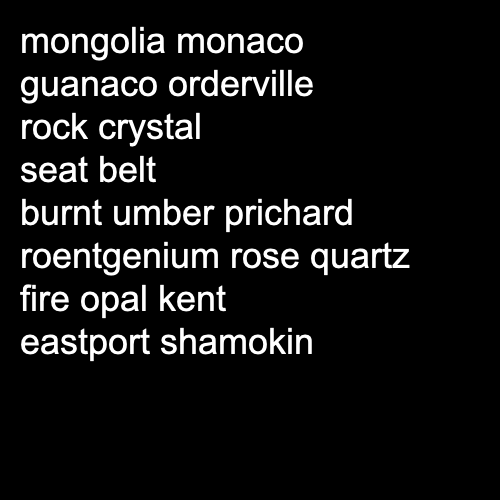 mongolia monaco
guanaco orderville
rock crystal
seat belt
burnt umber prichard
roentgenium rose quartz
fire opal kent
eastport shamokin